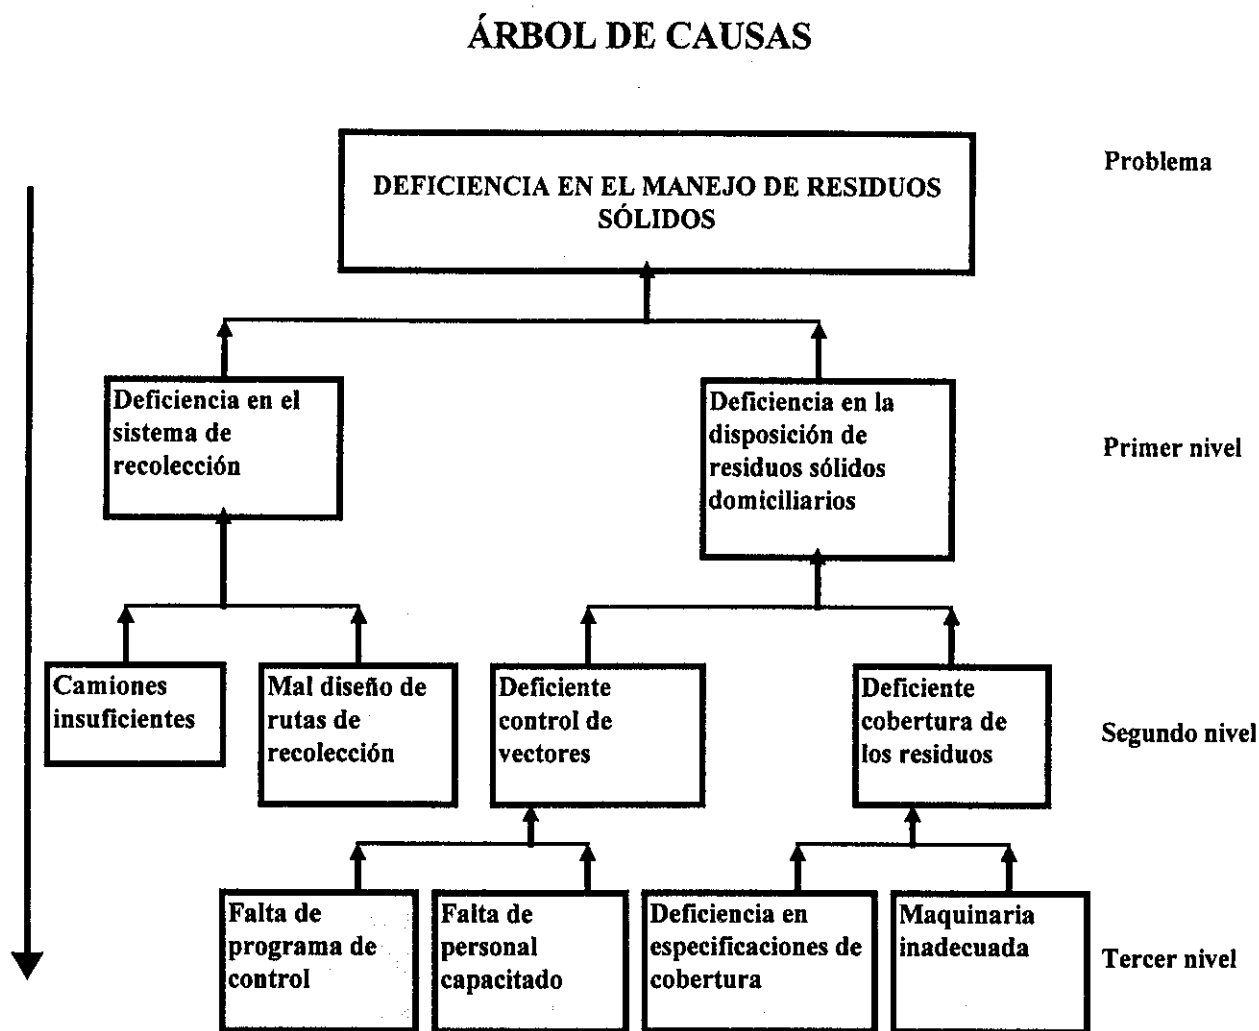 ÁRBOL DE CAUSAS
Problema
DEFICIENCIA EN EL MANEJO DE RESIDUOS
SÓLIDOS
Deficiencia en el
sistema de
recolección
Deficiencia en la
disposición de
residuos sólidos
domiciliarios
Primer nivel
Camiones
insuficientes
Mal diseño de
rutas de
recolección
Deficiente
control de
vectores
Deficiente
cobertura de
los residuos
Segundo nivel
Falta de
programa de
control
Falta de
personal
capacitado
Deficiencia en
especificaciones de
cobertura
Maquinaria
inadecuada
Tercer nivel